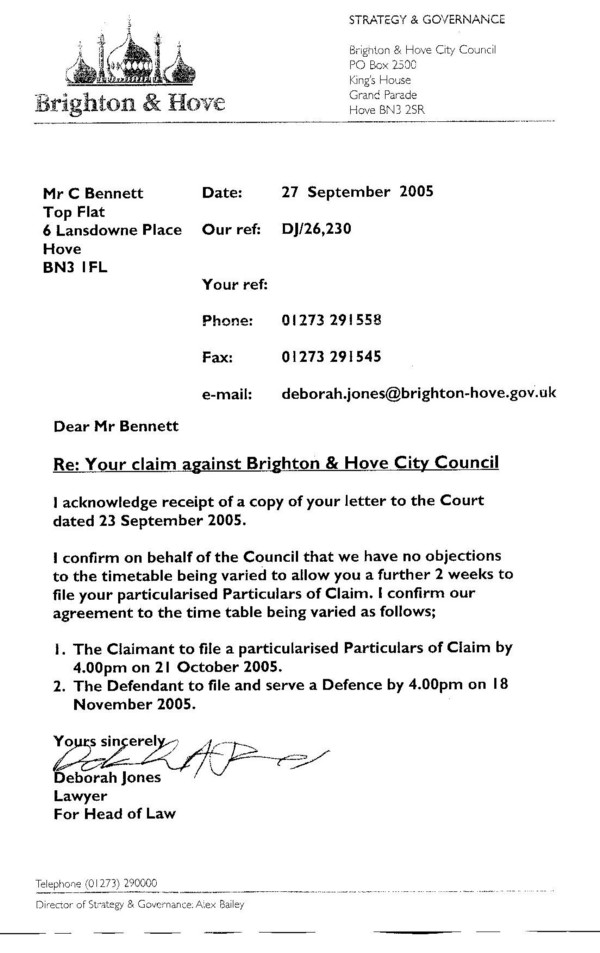 STRATEGY & GOVERNANCE
Brighton & Hove City Council
PO Box 2500
King's House
Grand Parade
Hove BN3 2SR
Brighton & Hove
Mr C Bennett
Top Flat
6 Lansdowne Place
Hove
BN3 1FL
Date: 27 September 2005
Our ref: DJ/26,230
Your ref:
Phone: 01273 291558
Fax: 01273 291545
e-mail: deborah.jones@brighton-hove.gov.uk
Dear Mr Bennett
Re: Your claim against Brighton & Hove City Council
I acknowledge receipt of a copy of your letter to the Court
dated 23 September 2005.
I confirm on behalf of the Council that we have no objections
to the timetable being varied to allow you a further 2 weeks to
file your particularised Particulars of Claim. I confirm our
agreement to the time table being varied as follows;
1. The Claimant to file a particularised Particulars of Claim by
4.00pm on 21 October 2005.
2. The Defendant to file and serve a Defence by 4.00pm on 18
November 2005.
Yours sincerely
Deborah Jones
Lawyer
For Head of Law
Telephone (01273) 290000
Director of Strategy & Governance: Alex Bailey